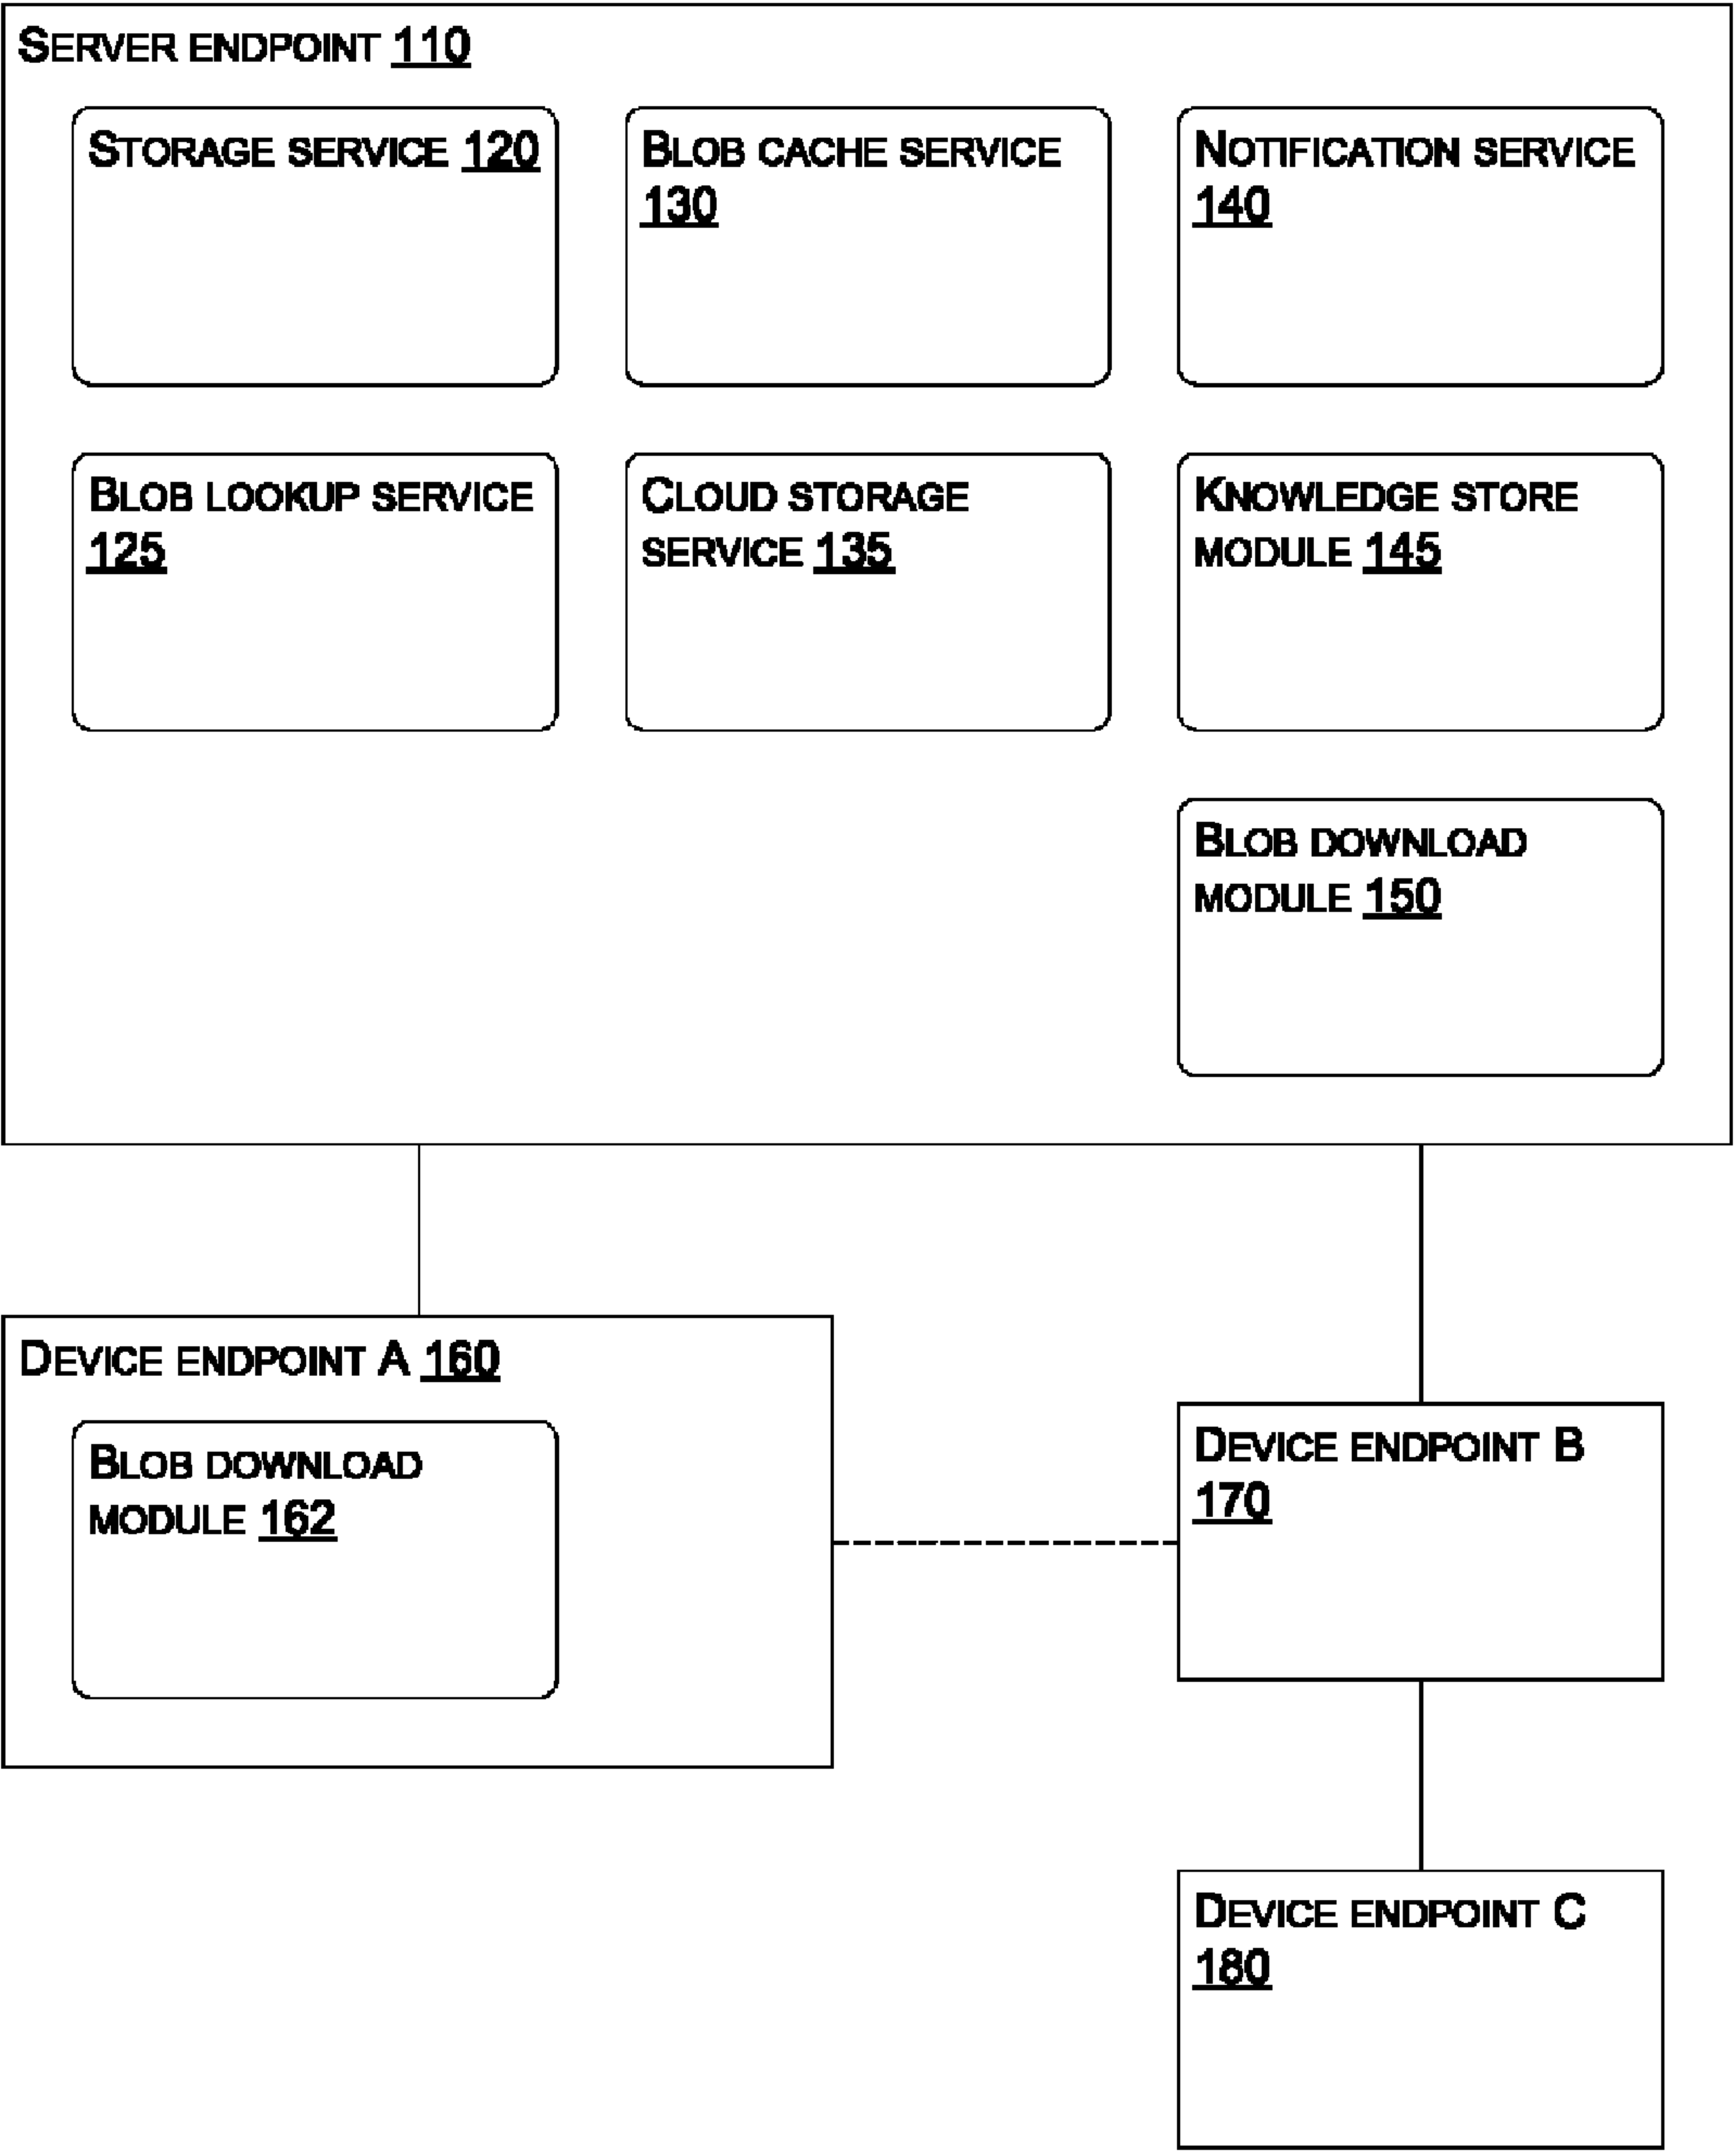 SERVER ENDPOINT 110
STORAGE SERVICE 120
BLOB CACHE SERVICE
130
NOTIFICATION SERVICE
140
BLOB LOOKUP SERVICE
125
CLOUD STORAGE
SERVICE 135
KNOWLEDGE STORE
MODULE 145
BLOB DOWNLOAD
MODULE 150
DEVICE ENDPOINT A 160
BLOB DOWNLOAD
MODULE 162
DEVICE ENDPOINT B
170
DEVICE ENDPOINT C
180